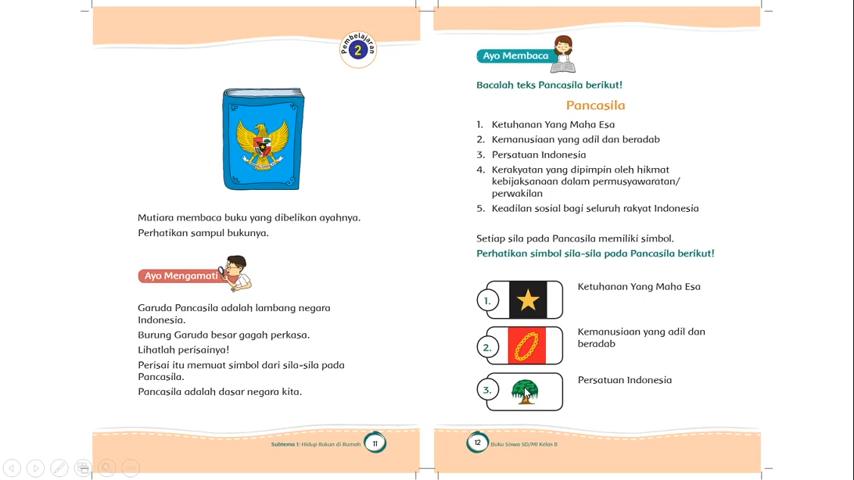 Pembelajaran
2
Mutiara membaca buku yang dibelikan ayahnya.
Perhatikan sampul bukunya.
Ayo Mengamati
Garuda Pancasila adalah lambang negara
Indonesia.
Burung Garuda besar gagah perkasa.
Lihatlah perisainya!
Perisai itu memuat simbol dari sila-sila pada
Pancasila.
Pancasila adalah dasar negara kita.
Subtema 1: Hidup Rukun di Rumah
11
Ayo Membaca
Bacalah teks Pancasila berikut!
Pancasila
1. Ketuhanan Yang Maha Esa
2. Kemanusiaan yang adil dan beradab
3. Persatuan Indonesia
4. Kerakyatan yang dipimpin oleh hikmat
kebijaksanaan dalam permusyawaratan/
perwakilan
5. Keadilan sosial bagi seluruh rakyat Indonesia
Setiap sila pada Pancasila memiliki simbol.
Perhatikan simbol sila-sila pada Pancasila berikut!
1. Ketuhanan Yang Maha Esa
2. Kemanusiaan yang adil dan
beradab
3. Persatuan Indonesia
12
Buku Siswa SD/MI Kelas II